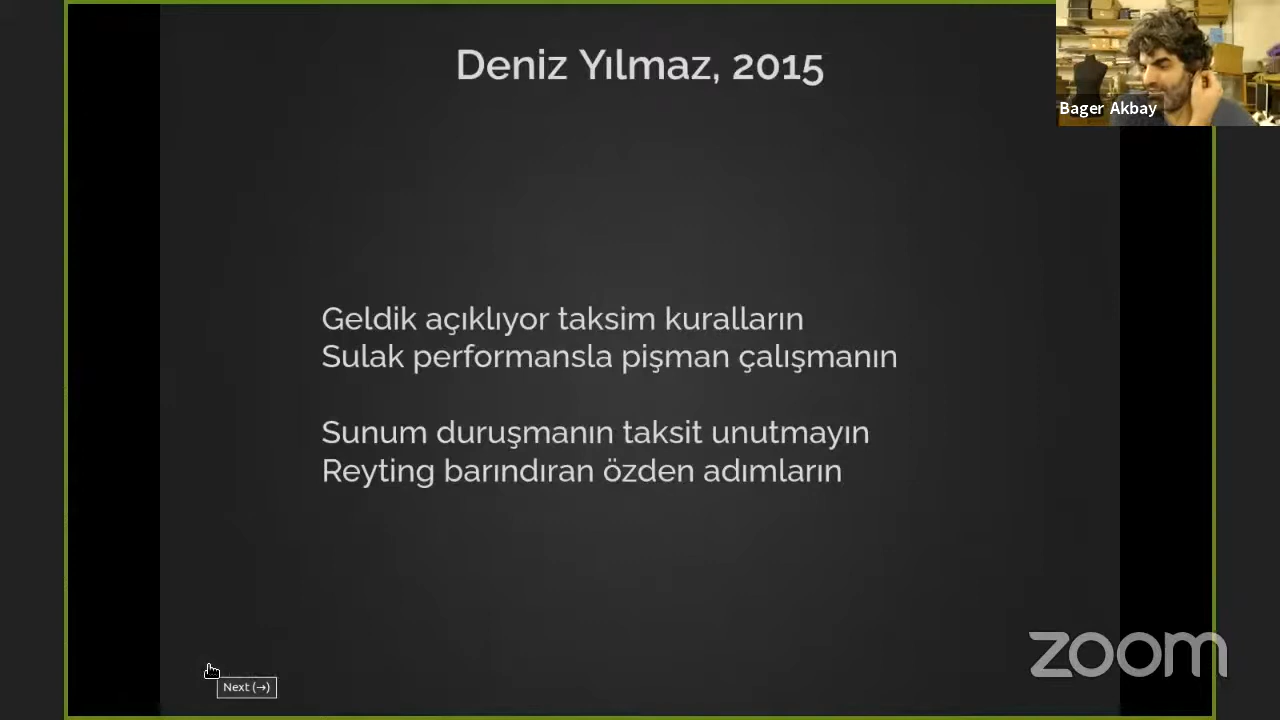 Deniz Yılmaz, 2015
Bager Akbay
Geldik açıklıyor taksim kuralların
Sulak performansla pişman çalışmanın
Sunum duruşmanın taksit unutmayın
Reyting barındıran özden adımların
zoom
Next (→)